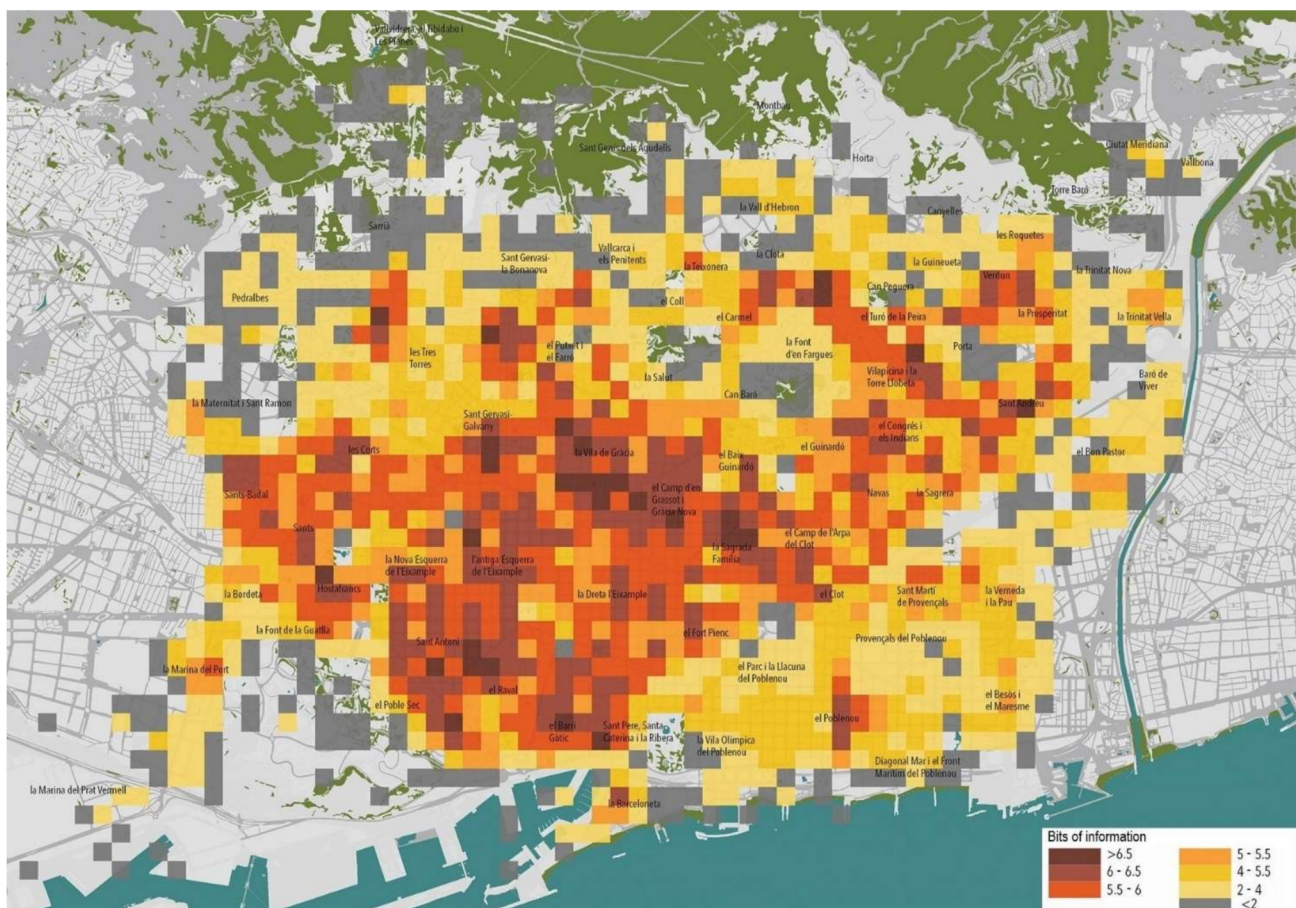 Vallvidrera, el Tibidabo i
Les Planes
Montbau
Sant Genís dels Agudells
Horta
Ciutat Meridiana
Vallbona
Torre Baró
la Vall d'Hebron
Canyelles
Sarrià
les Roquetes
Vallcarca i
els Penitents
la Clota
Sant Gervasi-
la Bonanova
la Teixonera
la Guineueta
la Trinitat Nova
Verdun
Can Peguera
Pedralbes
el Coll
el Carmel
el Turó de la Peira
la Prosperitat
la Trinitat Vella
les Tres
Torres
el Putxet i
el Farró
la Font
d'en Fargues
Porta
la Salut
Vilapicina i la
Torre Llobeta
Baró de
Viver
Can Baró
la Maternitat i Sant Ramon
Sant Andreu
Sant Gervasi-
Galvany
el Congrés i
els Indians
les Corts
la Vila de Gràcia
el Baix
Guinardó
el Guinardó
el Bon Pastor
Sants-Badal
el Camp d'en
Grassot i
Gràcia Nova
Navas
la Sagrera
Sants
el Camp de l'Arpa
del Clot
la Sagrada
Família
la Nova Esquerra
de l'Eixample
l'antiga Esquerra
de l'Eixample
la Bordeta
Hostafrancs
la Dreta l'Eixample
el Clot
Sant Martí
de Provençals
la Verneda
i la Pau
la Font de la Guatlla
el Fort Pienc
Sant Antoni
Provençals del Poblenou
la Marina del Port
el Parc i la Llacuna
del Poblenou
el Raval
el Poble Sec
el Besòs i
el Maresme
el Barri
Gòtic
Sant Pere, Santa
Caterina i la Ribera
el Poblenou
la Vila Olímpica
del Poblenou
Diagonal Mar i el Front
Marítim del Poblenou
la Marina del Prat Vermell
la Barceloneta
Bits of information
>6.5
6 - 6.5
5.5 - 6
5 - 5.5
4 - 5.5
2 - 4
<2